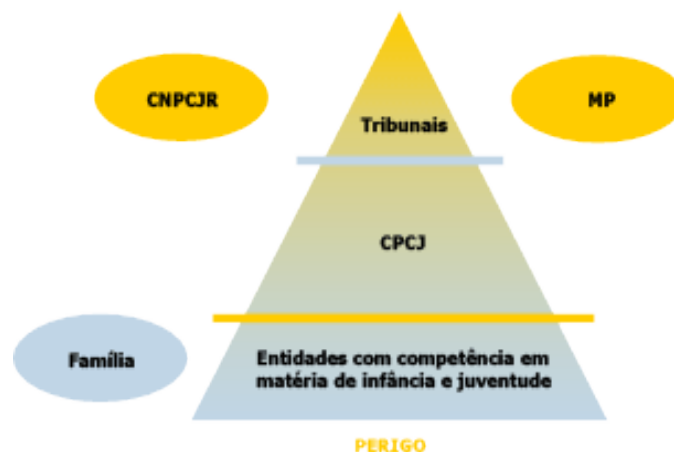 CNPCJR
MP
Tribunais
CPCJ
Família
Entidades com competência em
matéria de infância e juventude
PERIGO